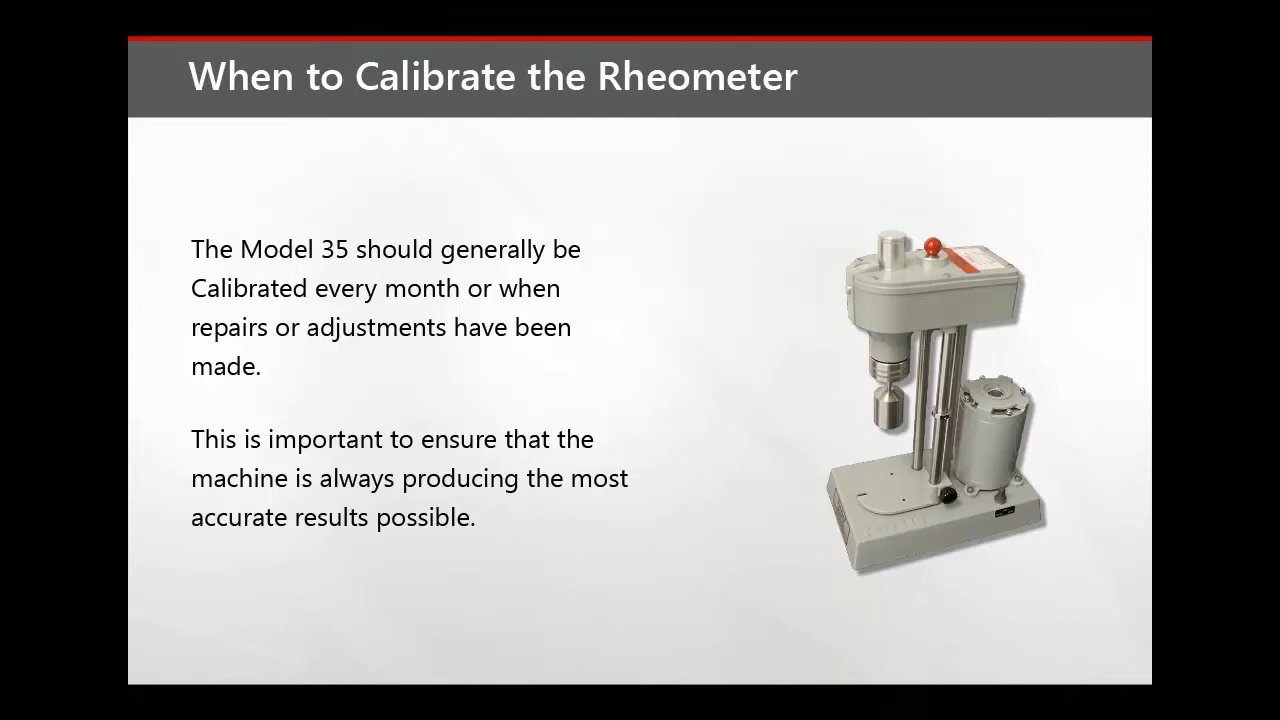 When to Calibrate the Rheometer
The Model 35 should generally be
Calibrated every month or when
repairs or adjustments have been
made.
This is important to ensure that the
machine is always producing the most
accurate results possible.